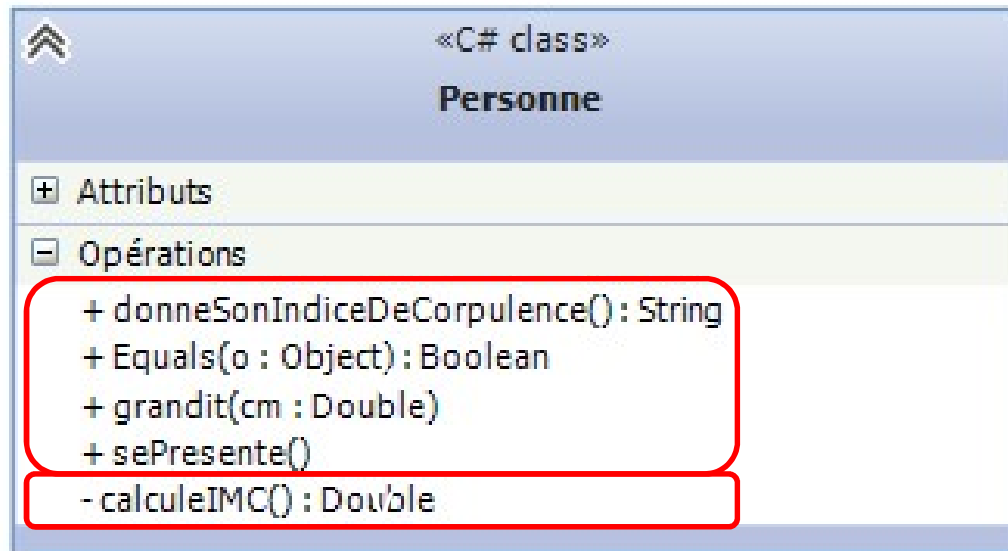 «C# class»
Personne
Attributs
Opérations
+ donneSonIndiceDeCorpulence() : String
+ Equals(o : Object) : Boolean
+ grandit(cm : Double)
+ sePresente()
- calculeIMC() : Double